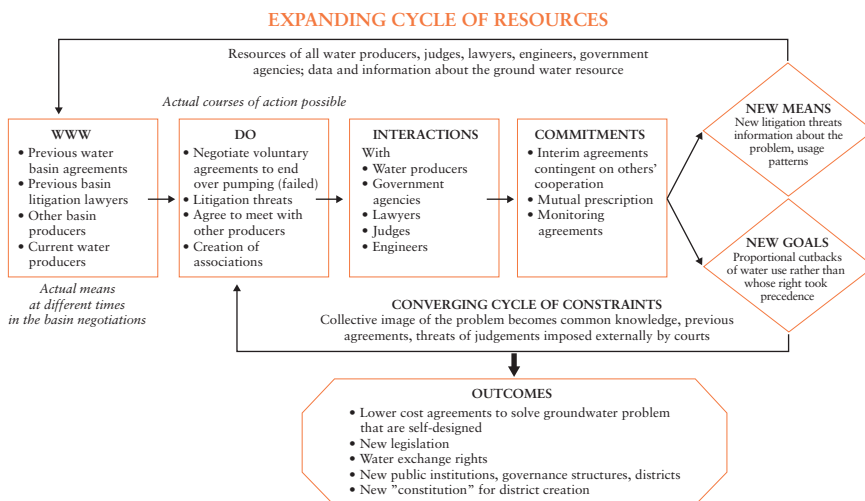 EXPANDING CYCLE OF RESOURCES
Resources of all water producers, judges, lawyers, engineers, government
agencies; data and information about the ground water resource
Actual courses of action possible
WWW
• Previous water
basin agreements
• Previous basin
litigation lawyers
• Other basin
producers
• Current water
producers
Actual means
at different times
in the basin negotiations
DO
• Negotiate voluntary
agreements to end
over pumping (failed)
• Litigation threats
• Agree to meet with
other producers
• Creation of
associations
INTERACTIONS
With
• Water producers
• Government
agencies
• Lawyers
• Judges
• Engineers
COMMITMENTS
• Interim agreements
contingent on others'
cooperation
• Mutual prescription
• Monitoring
agreements
NEW MEANS
New litigation threats
information about the
problem, usage
patterns
NEW GOALS
Proportional cutbacks
of water use rather than
whose right took
precedence
CONVERGING CYCLE OF CONSTRAINTS
Collective image of the problem becomes common knowledge, previous
agreements, threats of judgements imposed externally by courts
OUTCOMES
• Lower cost agreements to solve groundwater problem
that are self-designed
• New legislation
• Water exchange rights
• New public institutions, governance structures, districts
• New ”constitution” for district creation